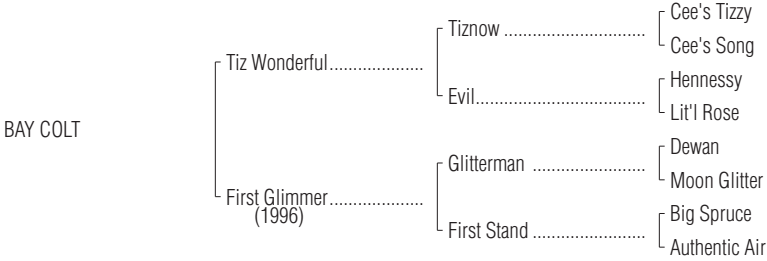 Cee's Tizzy
Tiznow ..............................
Cee's Song
Tiz Wonderful....................
Hennessy
Evil....................................
Lit'l Rose
BAY COLT
Dewan
Glitterman ........................
Moon Glitter
First Glimmer....................
(1996)
Big Spruce
First Stand ........................
Authentic Air